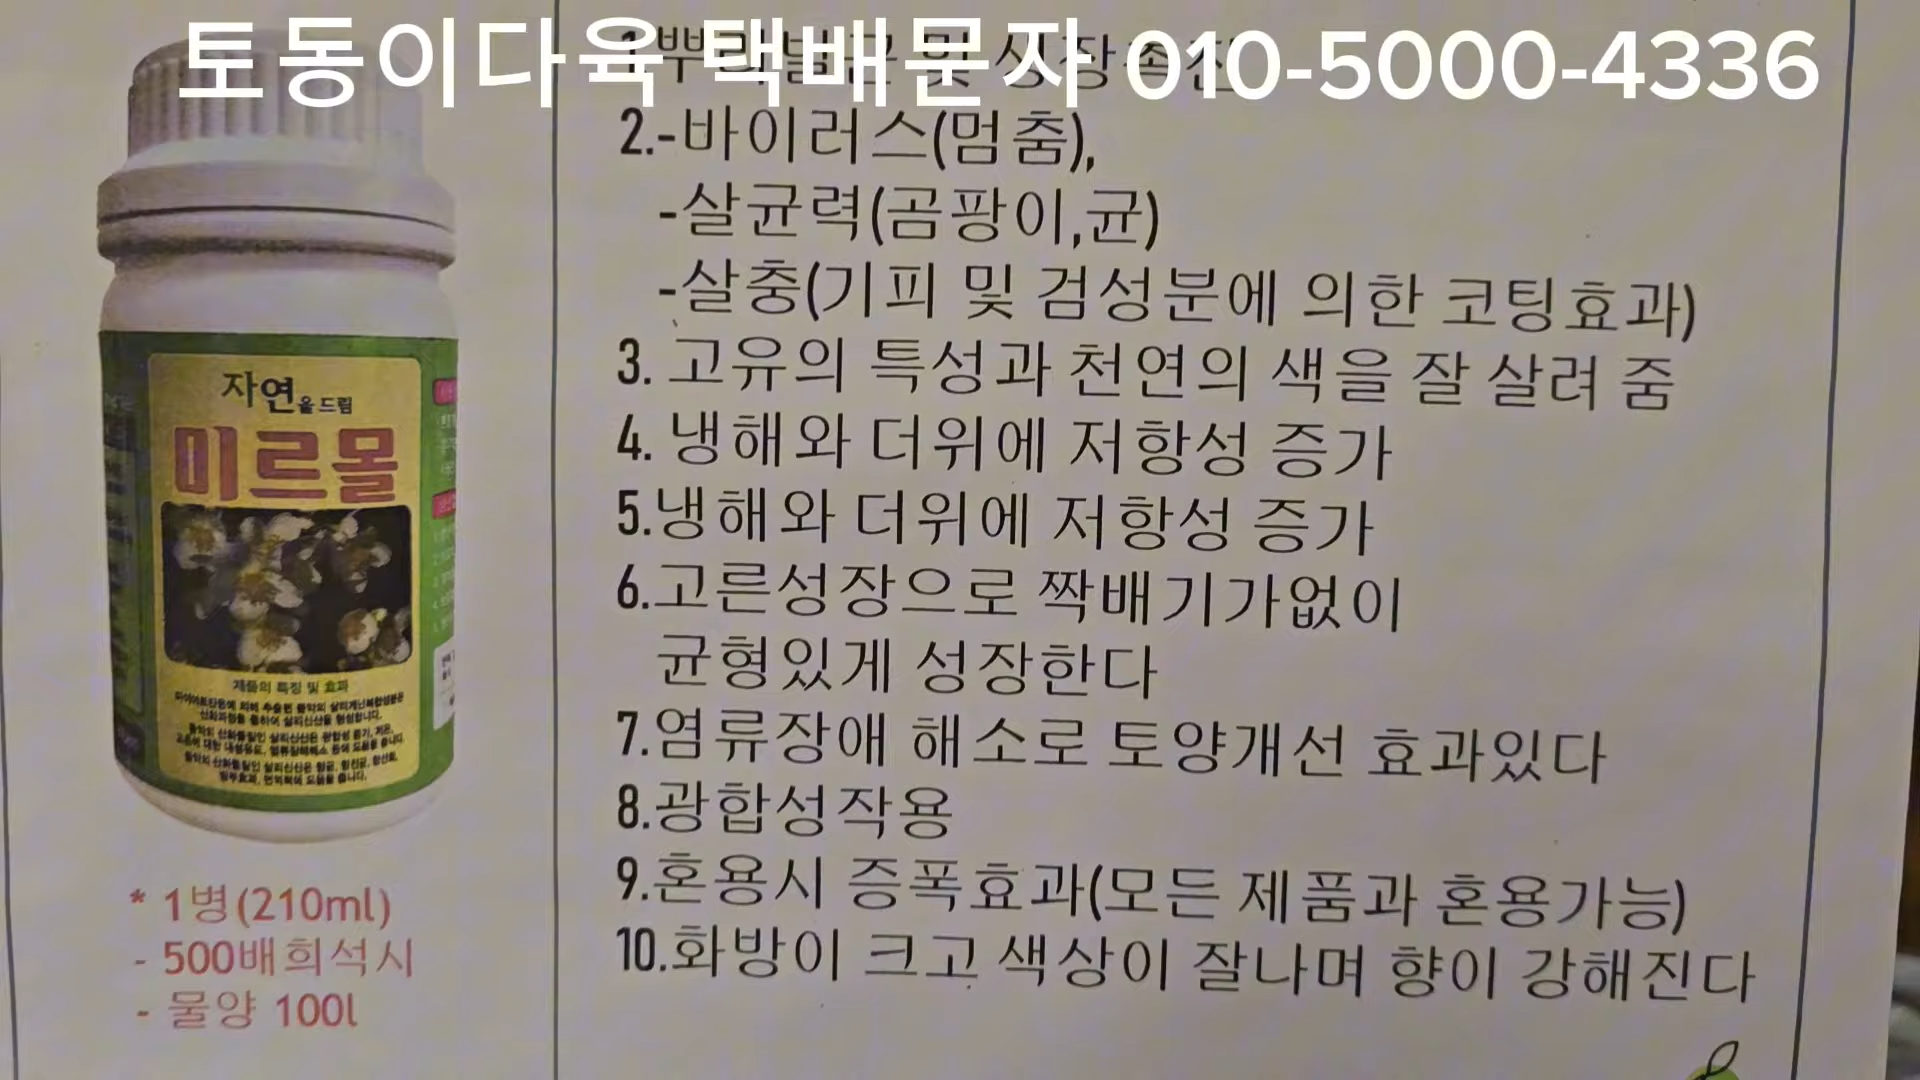 토동이다육 택배문자 010-5000-4336
2.-바이러스(멈춤),
-살균력(곰팡이,균)
-살충(기피 및 검성분에 의한 코팅효과)
3. 고유의 특성과 천연의 색을 잘 살려 줌
4. 냉해와 더위에 저항성 증가
5.냉해와 더위에 저항성 증가
6.고른성장으로 짝배기가없이
균형있게 성장한다
7.염류장애 해소로 토양개선 효과있다
8.광합성작용
9.혼용시 증폭효과(모든 제품과 혼용가능)
10.화방이 크고 색상이 잘나며 향이 강해진다
자연을 드림
미르몰
제품의 특징 및 효과
* 1병(210ml)
- 500배희석시
- 물양 100l